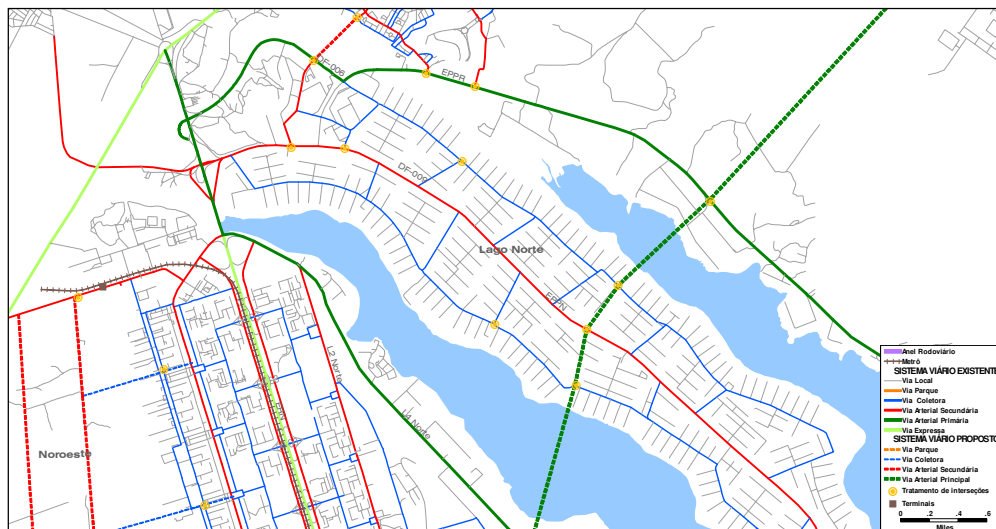 DF-006
EPPR
DF-009
Lago Norte
EPPN
L2 Norte
L4 Norte
Noroeste
Anel Rodoviário
Metrô
SISTEMA VIÁRIO EXISTENTE
Via Local
Via Parque
Via Coletora
Via Arterial Secundária
Via Arterial Primária
Via Expressa
SISTEMA VIÁRIO PROPOSTO
Via Parque
Via Coletora
Via Arterial Secundária
Via Arterial Principal
Tratamento de interseções
Terminais
0 .2 .4 .6
Miles